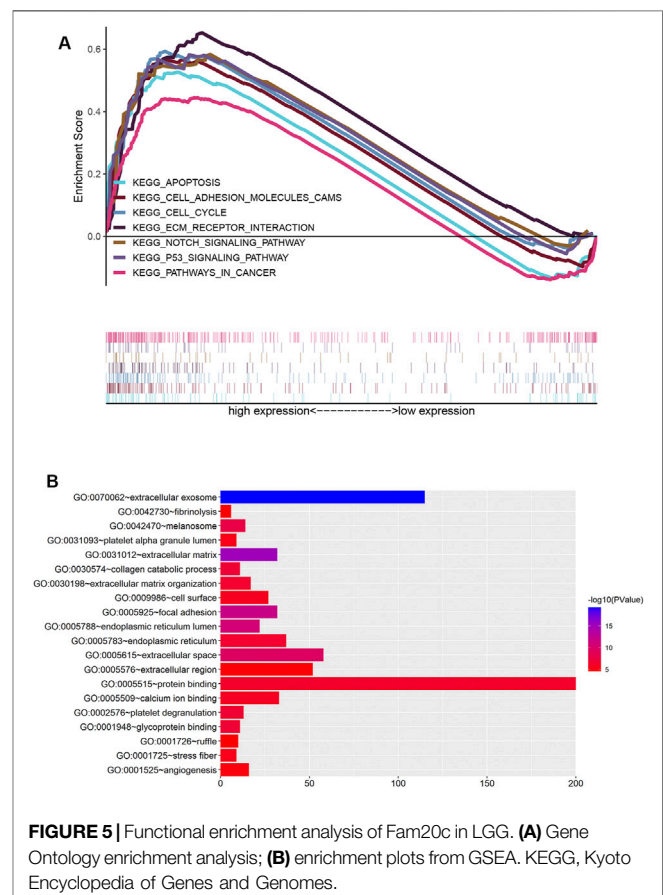 A
0.6
0.4
0.2
0.0
Enrichment Score
KEGG_APOPTOSIS
KEGG_CELL_ADHESION_MOLECULES_CAMS
KEGG_CELL_CYCLE
KEGG_ECM_RECEPTOR_INTERACTION
KEGG_NOTCH_SIGNALING_PATHWAY
KEGG_P53_SIGNALING_PATHWAY
KEGG_PATHWAYS_IN_CANCER
high expression<------------>low expression
B
GO:0070062~extracellular exosome
GO:0042730~fibrinolysis
GO:0042470~melanosome
GO:0031093~platelet alpha granule lumen
GO:0031012~extracellular matrix
GO:0030574~collagen catabolic process
GO:0030198~extracellular matrix organization
GO:0009986~cell surface
GO:0005925~focal adhesion
GO:0005788~endoplasmic reticulum lumen
GO:0005783~endoplasmic reticulum
GO:0005615~extracellular space
GO:0005576~extracellular region
GO:0005515~protein binding
GO:0005509~calcium ion binding
GO:0002576~platelet degranulation
GO:0001948~glycoprotein binding
GO:0001726~ruffle
GO:0001725~stress fiber
GO:0001525~angiogenesis
0 50 100 150 200
-log10(PValue)
15
10
5
FIGURE 5 | Functional enrichment analysis of Fam20c in LGG. (A) Gene
Ontology enrichment analysis; (B) enrichment plots from GSEA. KEGG, Kyoto
Encyclopedia of Genes and Genomes.